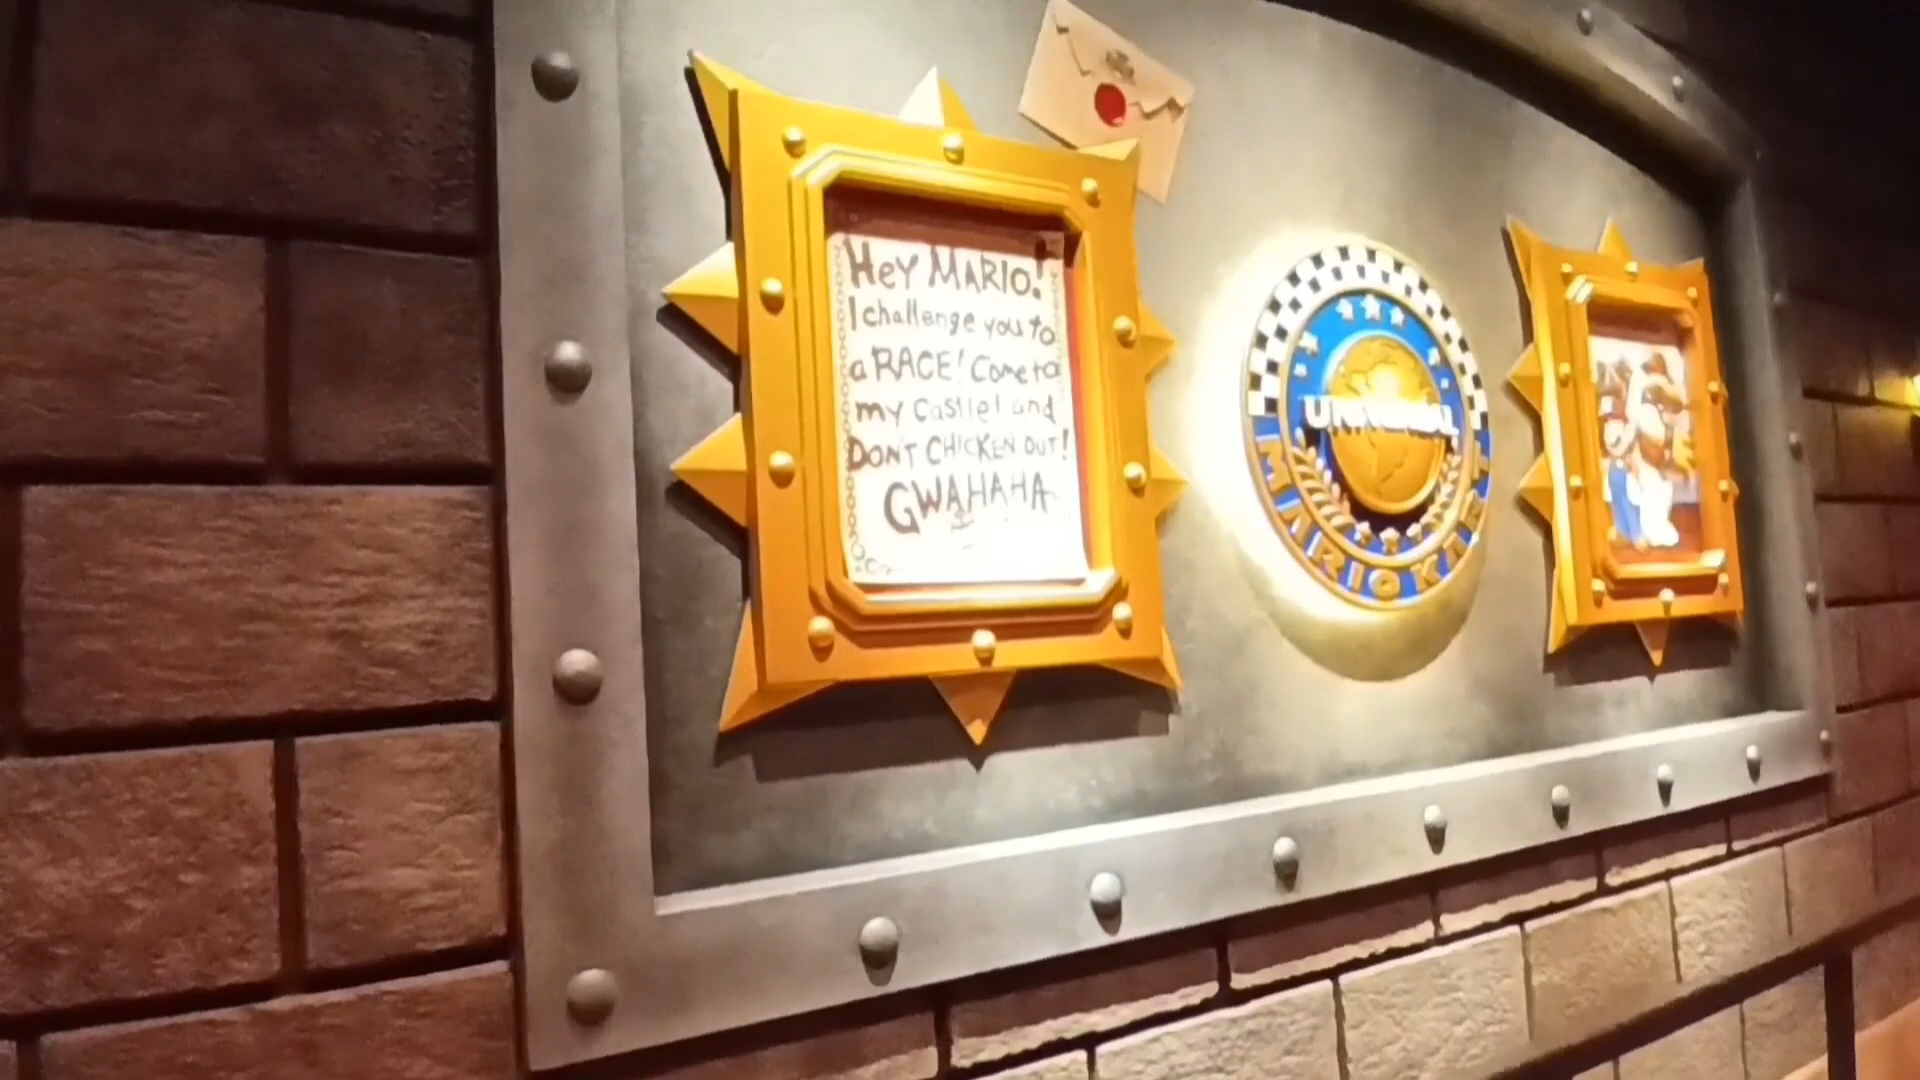 HeY MARIO!
I challenge you to
a RACE! Come to
my Castle! and
DON'T CHICKEN OUT!
GWAHAHA
UNIVERSAL
MARIO KART